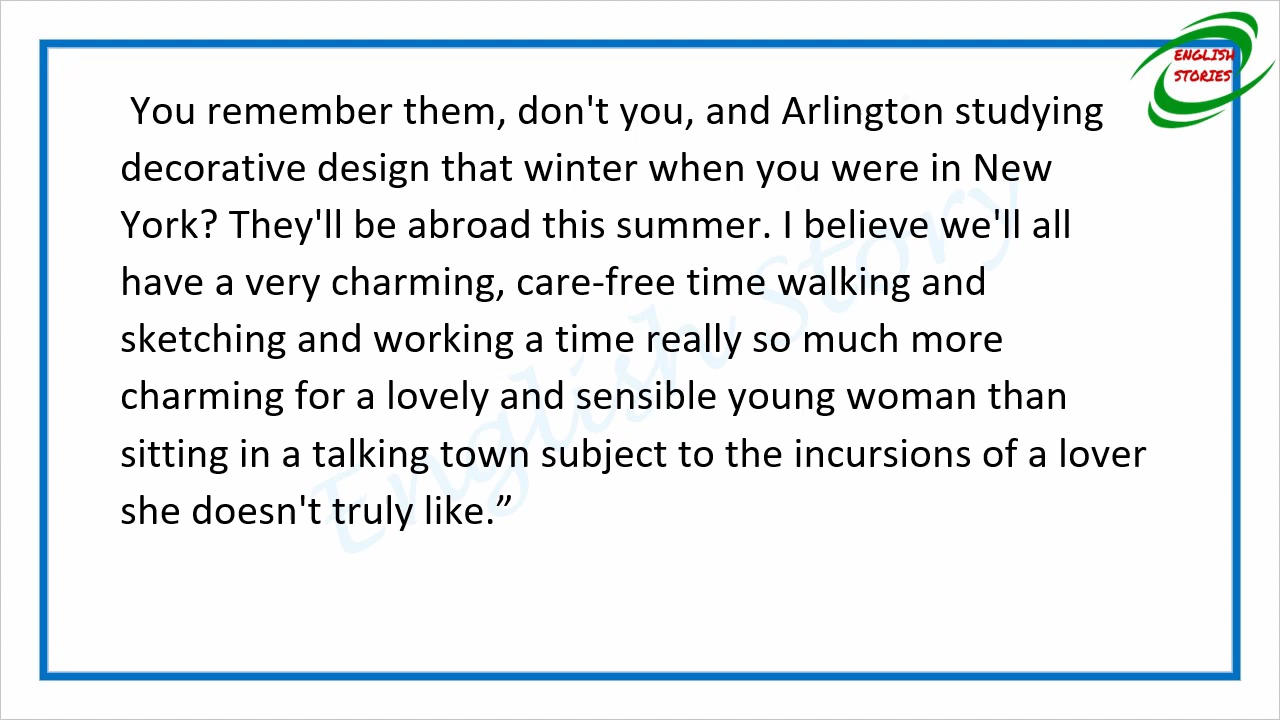 ENGLISH
STORIES
You remember them, don't you, and Arlington studying
decorative design that winter when you were in New
York? They'll be abroad this summer. I believe we'll all
have a very charming, care-free time walking and
sketching and working a time really so much more
charming for a lovely and sensible young woman than
sitting in a talking town subject to the incursions of a lover
she doesn't truly like.”
English Story